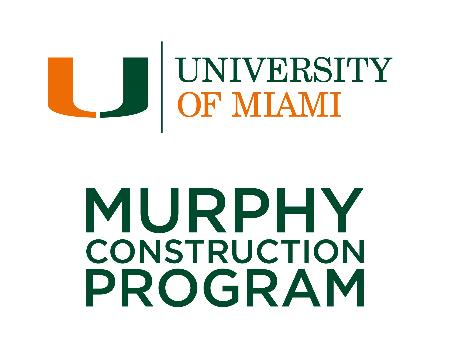 UNIVERSITY
OF MIAMI
MURPHY
CONSTRUCTION
PROGRAM